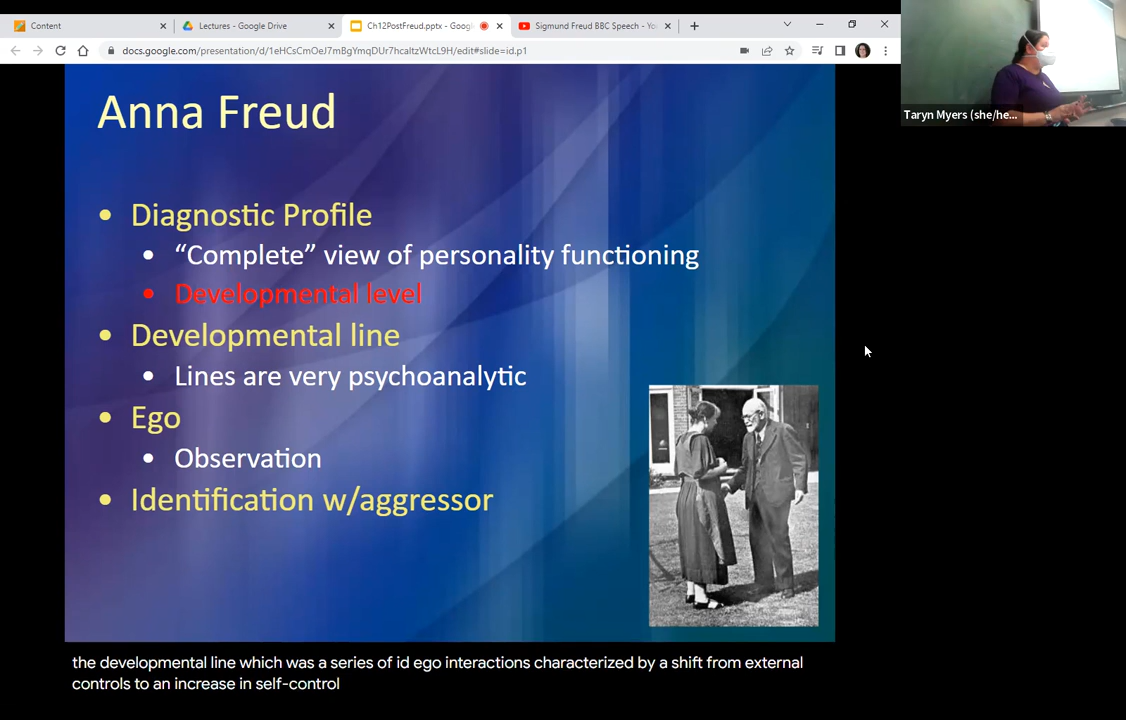 Content
Lectures - Google Drive
Ch12PostFreud.pptx - Goog
Sigmund Freud BBC Speech - Yo
docs.google.com/presentation/d/1eHCsCmOeJ7mBgYmqDUr7hcaltzWtcL9H/edit#slide=id.p1
Taryn Myers (she/he...
Anna Freud
• Diagnostic Profile
• “Complete” view of personality functioning
• Developmental level
• Developmental line
• Lines are very psychoanalytic
• Ego
• Observation
• Identification w/aggressor
the developmental line which was a series of id ego interactions characterized by a shift from external
controls to an increase in self-control